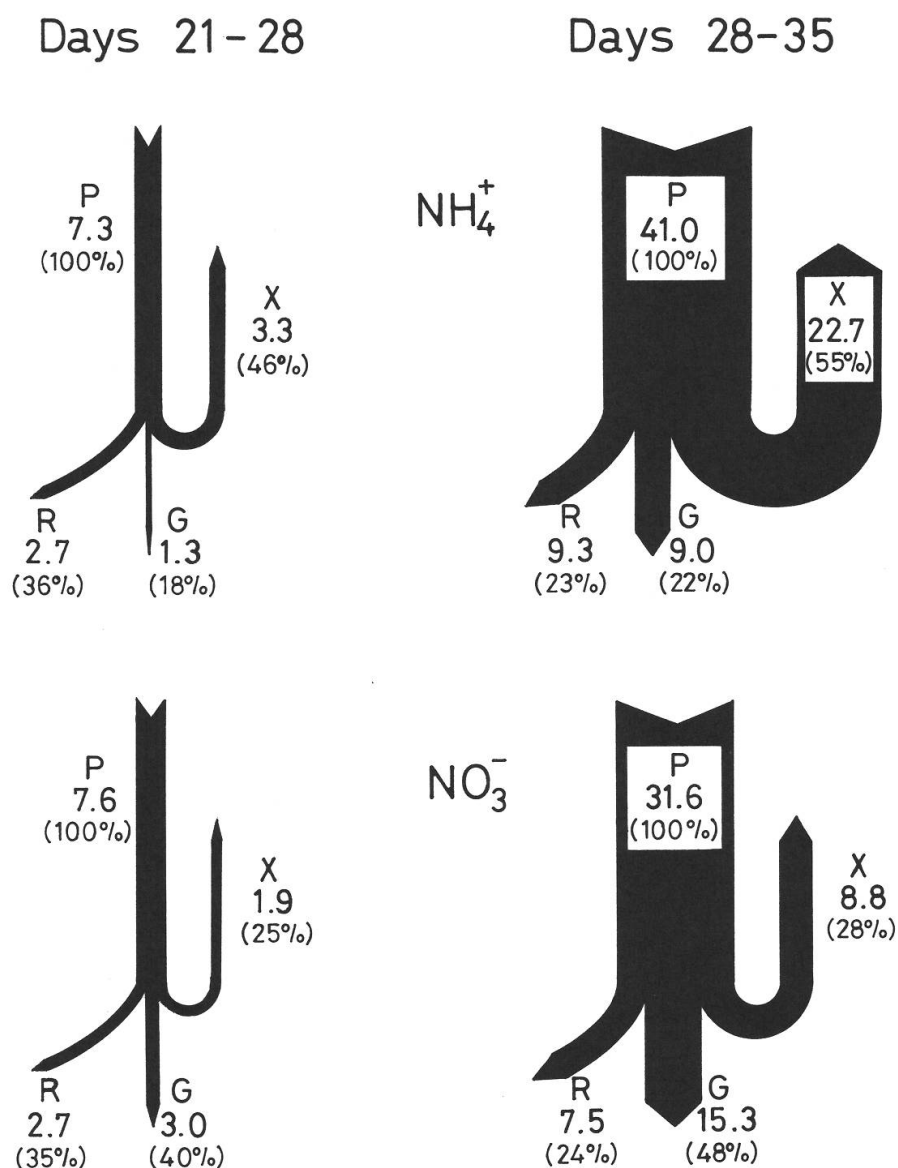 Days 21-28
Days 28-35
P
7.3
(100%)
X
3.3
(46%)
R
2.7
(36%)
G
1.3
(18%)
NH4+
P
41.0
(100%)
X
22.7
(55%)
R
9.3
(23%)
G
9.0
(22%)
P
7.6
(100%)
X
1.9
(25%)
R
2.7
(35%)
G
3.0
(40%)
NO3-
P
31.6
(100%)
X
8.8
(28%)
R
7.5
(24%)
G
15.3
(48%)